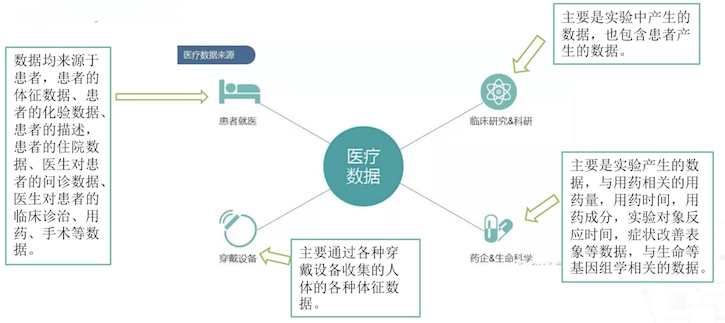 医疗数据来源
数据均来源于
患者，患者的
体征数据、患
者的化验数据、
患者的描述，
患者的住院数
据、医生对患
者的问诊数据、
医生对患者的
临床诊治、用
药、手术等数
据。
患者就医
主要是实验中产生的
数据，也包含患者产
生的数据。
临床研究&科研
医疗
数据
穿戴设备
主要通过各种穿
戴设备收集的人
体的各种体征数
据。
药企&生命科学
主要是实验产生的数
据，与用药相关的用
药量，用药时间，用
药成分，实验对象反
应时间，症状改善表
象等数据，与生命等
基因组学相关的数据。